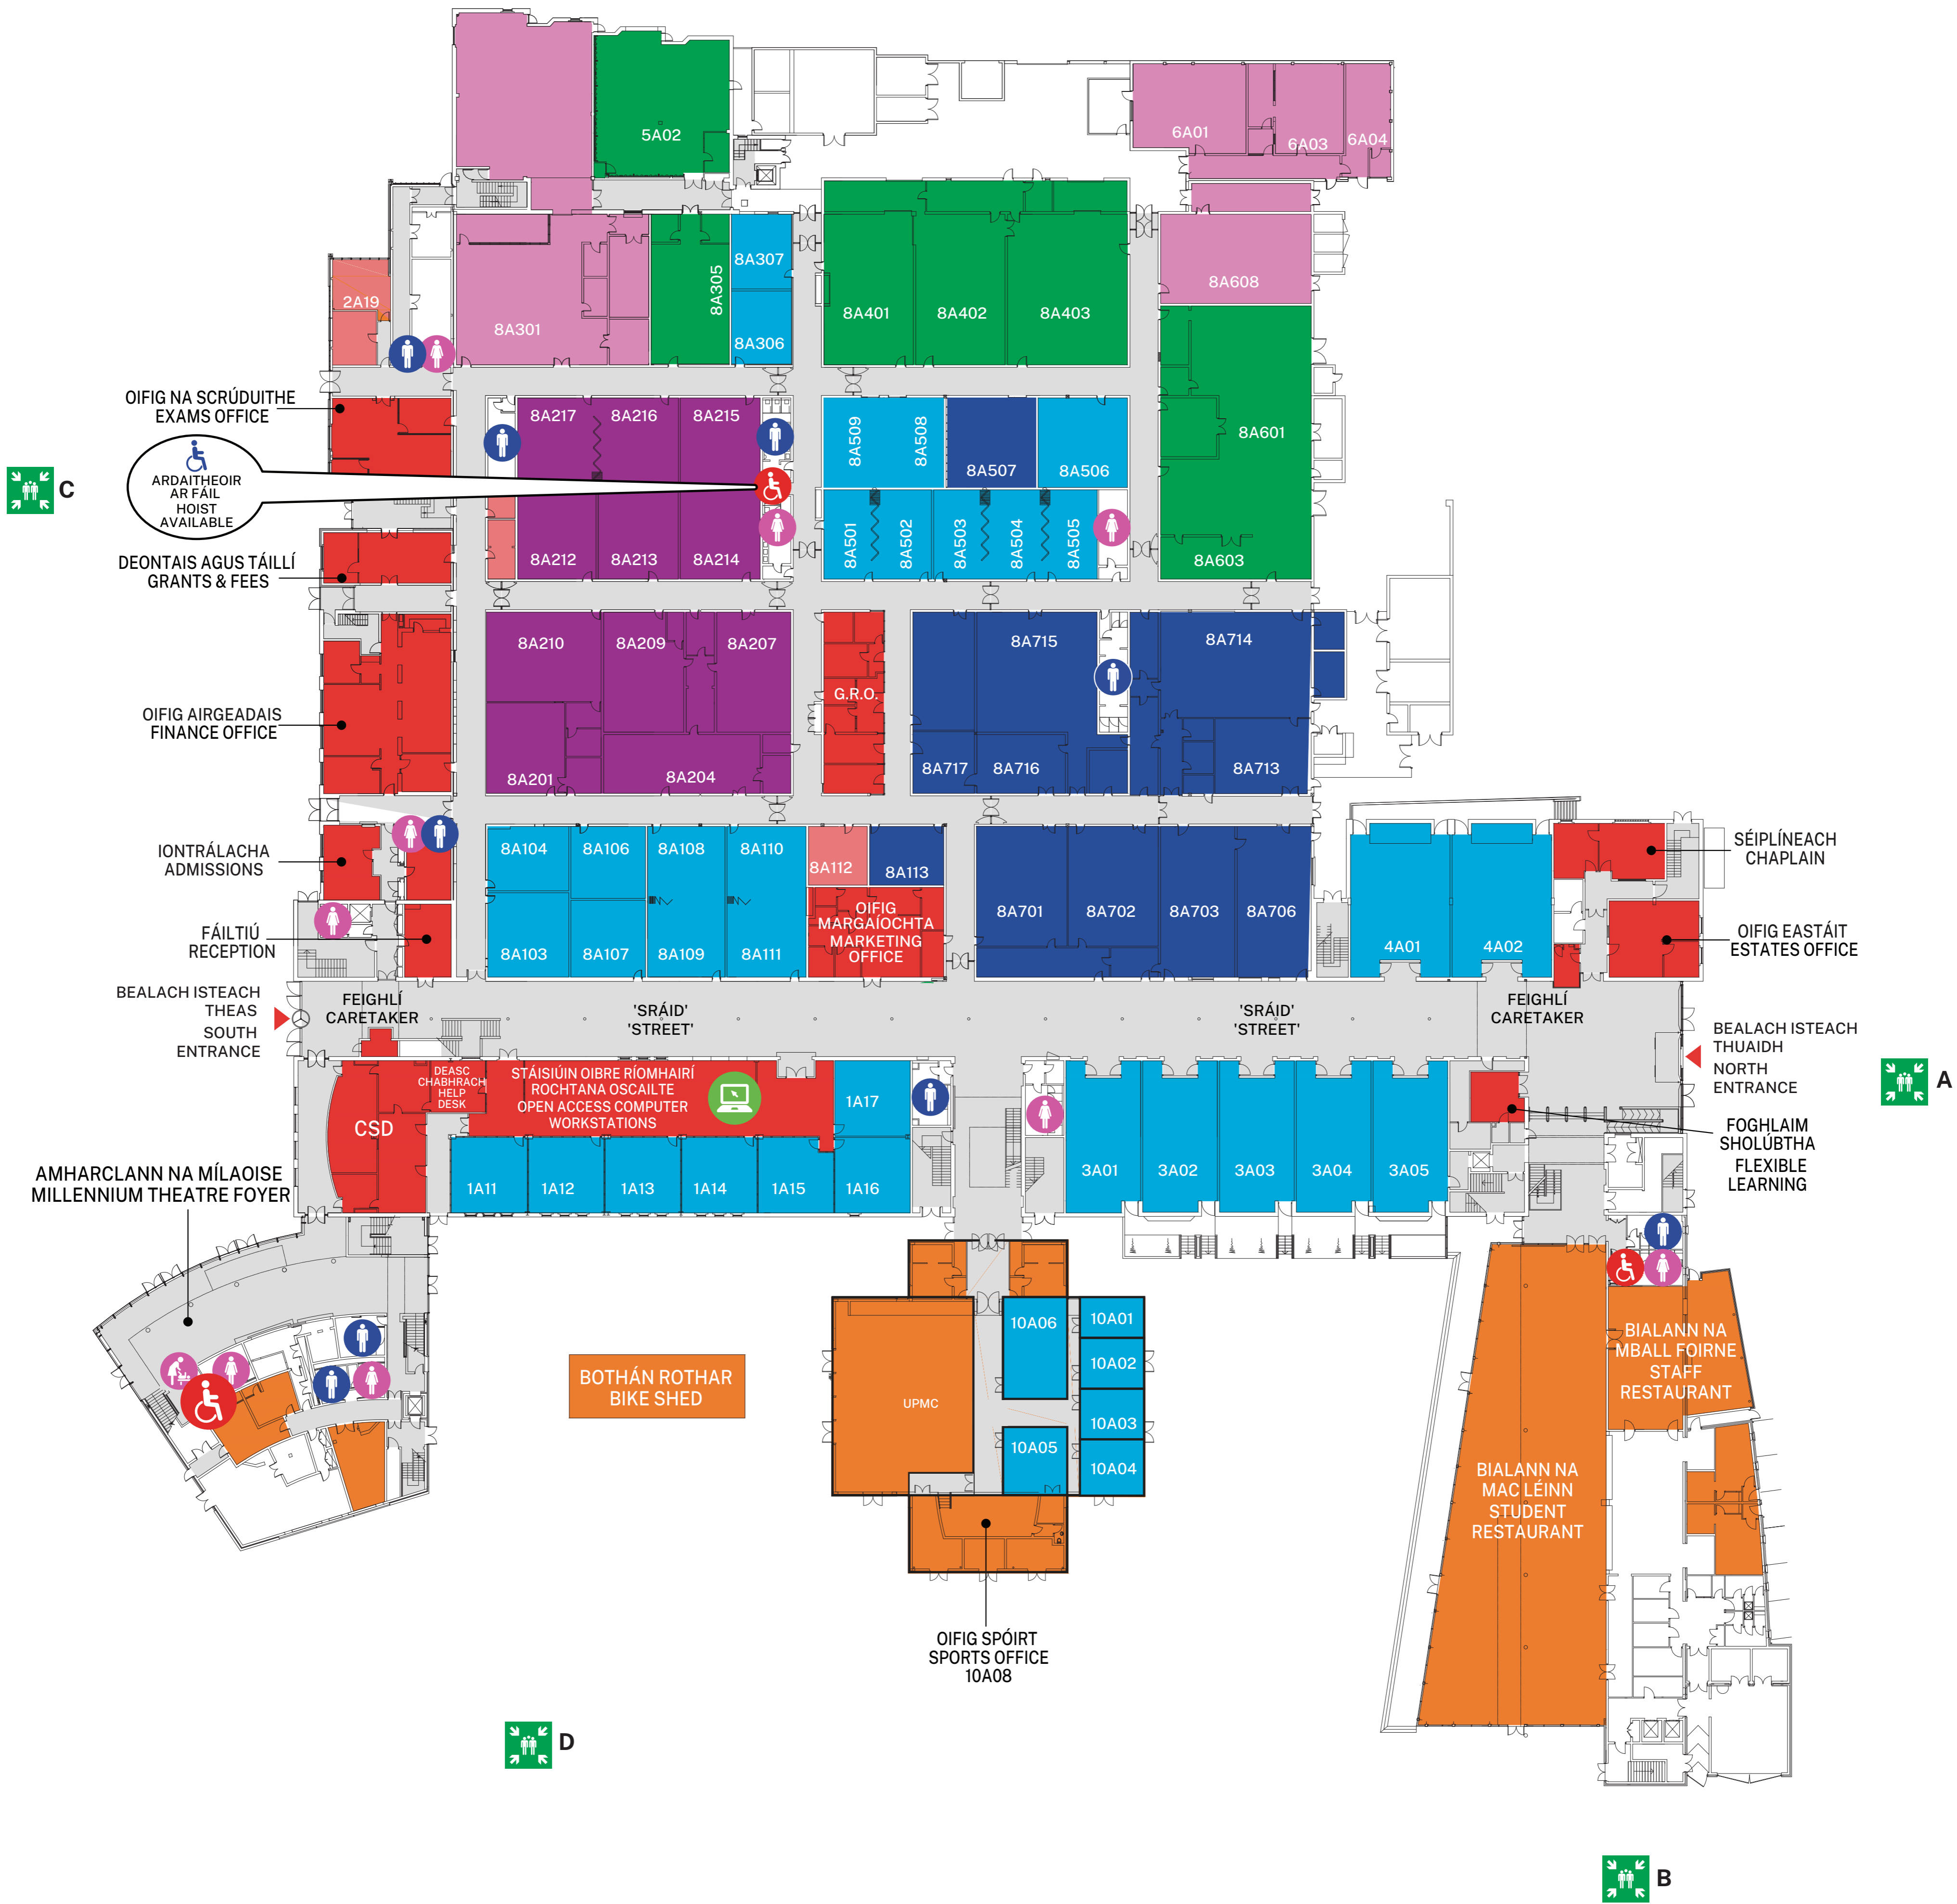 5A02
6A01
6A03
6A04
8A307
8A305
8A306
8A301
2A19
8A401
8A402
8A403
8A608
OIFIG NA SCRÚDUITHE
EXAMS OFFICE
8A217
8A216
8A215
8A509
8A508
8A507
8A506
8A601
ARDAITHEOIR
AR FÁIL
HOIST
AVAILABLE
C
8A212
8A213
8A214
8A501
8A502
8A503
8A504
8A505
8A603
DEONTAIS AGUS TÁILLÍ
GRANTS & FEES
8A210
8A209
8A207
G.R.O.
8A715
8A714
OIFIG AIRGEADAIS
FINANCE OFFICE
8A201
8A204
8A717
8A716
8A713
IONTRÁLACHA
ADMISSIONS
8A104
8A106
8A108
8A110
8A112
8A113
SÉIPLÍNEACH
CHAPLAIN
FÁILTIÚ
RECEPTION
8A103
8A107
8A109
8A111
OIFIG
MARGAÍOCHTA
MARKETING
OFFICE
8A701
8A702
8A703
8A706
4A01
4A02
OIFIG EASTÁIT
ESTATES OFFICE
BEALACH ISTEACH
THEAS
SOUTH
ENTRANCE
FEIGHLÍ
CARETAKER
'SRÁID'
'STREET'
'SRÁID'
'STREET'
FEIGHLÍ
CARETAKER
BEALACH ISTEACH
THUAIDH
NORTH
ENTRANCE
A
CSD
DEASC
CHABHRACH
HELP
DESK
STÁISIÚIN OIBRE RÍOMHAIRÍ
ROCHTANA OSCAILTE
OPEN ACCESS COMPUTER
WORKSTATIONS
1A17
1A11
1A12
1A13
1A14
1A15
1A16
3A01
3A02
3A03
3A04
3A05
FOGHLAIM
SHOLÚBTHA
FLEXIBLE
LEARNING
AMHARCLANN NA MÍLAOISE
MILLENNIUM THEATRE FOYER
BOTHÁN ROTHAR
BIKE SHED
UPMC
10A06
10A01
10A02
10A03
10A05
10A04
BIALANN NA
MBALL FOIRNE
STAFF
RESTAURANT
BIALANN NA
MAC LÉINN
STUDENT
RESTAURANT
OIFIG SPÓIRT
SPORTS OFFICE
10A08
D
B